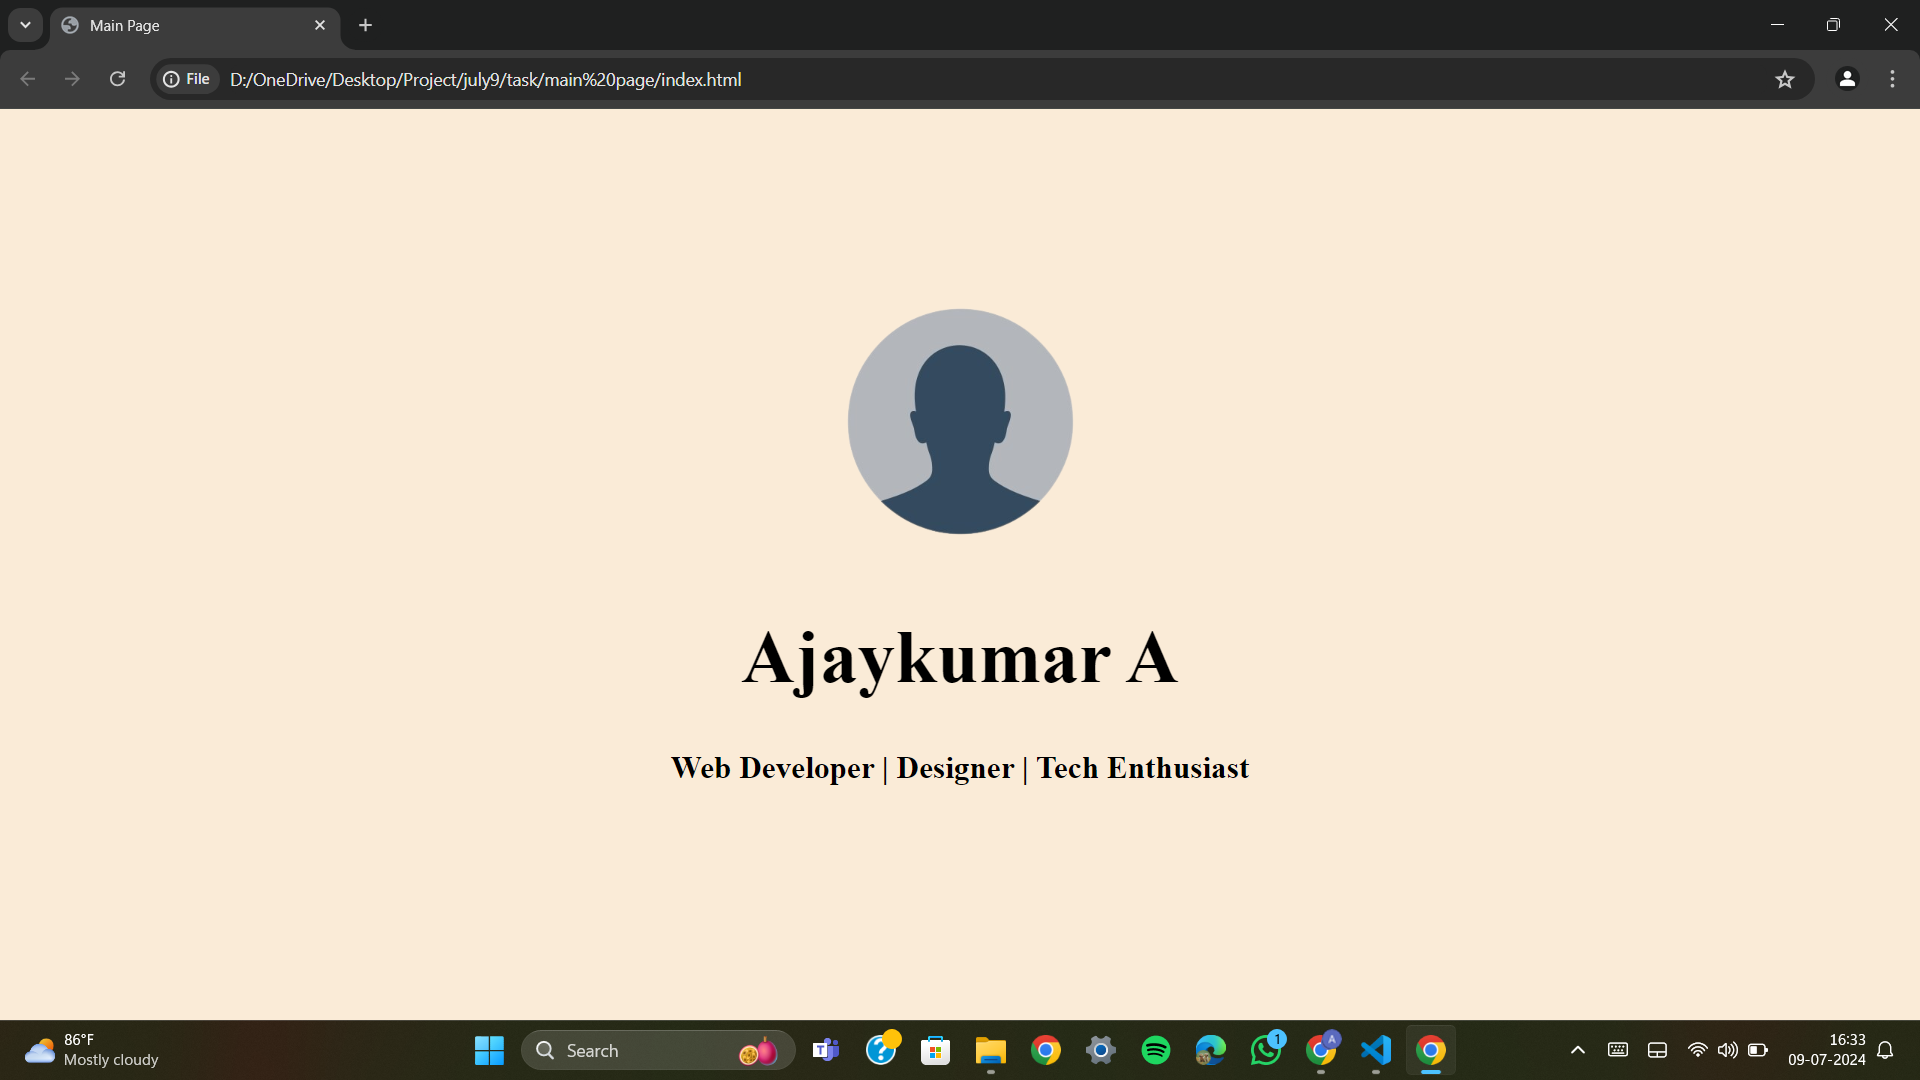 Main Page
File
D:/OneDrive/Desktop/Project/july9/task/main%20page/index.html
Ajaykumar A
Web Developer | Designer | Tech Enthusiast
86°F
Mostly cloudy
Search
T
?
1
A
16:33
09-07-2024